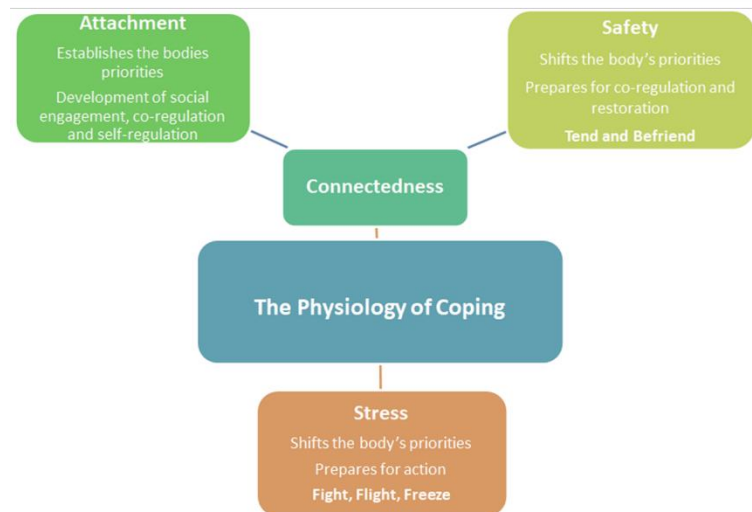 Attachment
Establishes the bodies
priorities
Development of social
engagement, co-regulation
and self-regulation
Safety
Shifts the body’s priorities
Prepares for co-regulation and
restoration
Tend and Befriend
Connectedness
The Physiology of Coping
Stress
Shifts the body’s priorities
Prepares for action
Fight, Flight, Freeze